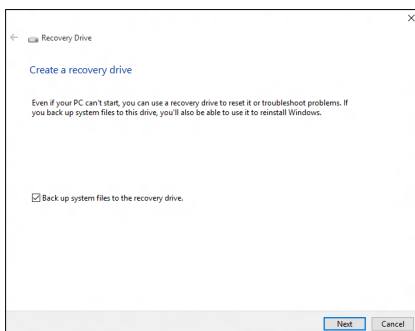 Recovery Drive
Create a recovery drive
Even if your PC can't start, you can use a recovery drive to reset it or troubleshoot problems. If
you back up system files to this drive, you'll also be able to use it to reinstall Windows.
Back up system files to the recovery drive.
Next Cancel